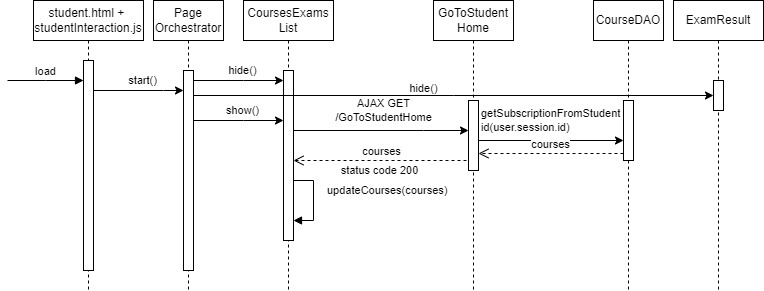 student.html +
studentInteraction.js
Page
Orchestrator
CoursesExams
List
GoToStudent
Home
CourseDAO
ExamResult
load
start()
hide()
hide()
show()
AJAX GET
/GoToStudentHome
getSubscriptionFromStudent
id(user.session.id)
courses
courses
status code 200
updateCourses(courses)